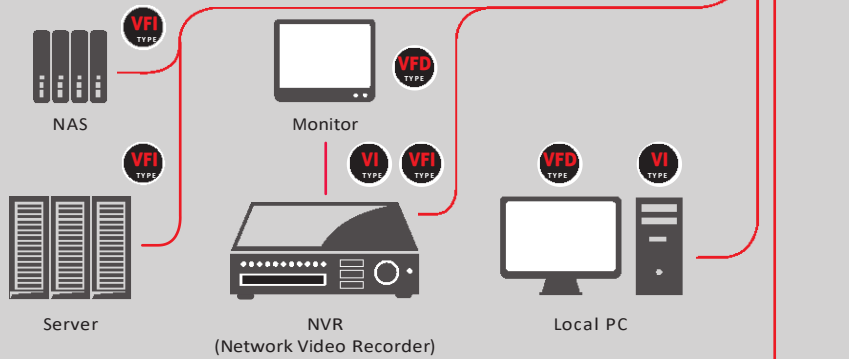 VFI
TYPE
VFD
TYPE
NAS
Monitor
VFI
TYPE
VI
TYPE
VFI
TYPE
VFD
TYPE
VI
TYPE
Server
NVR
(Network Video Recorder)
Local PC